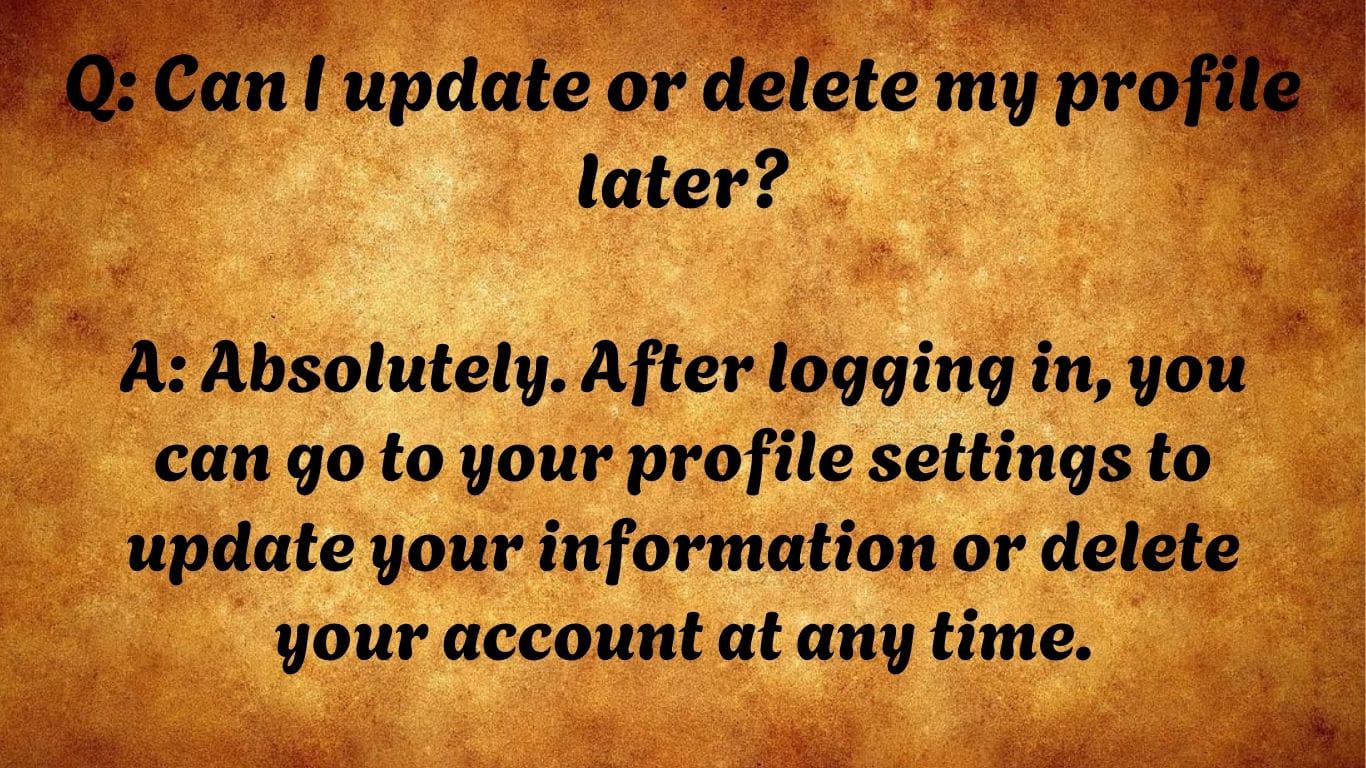 Q: Can I update or delete my profile
later?
A: Absolutely. After logging in, you
can go to your profile settings to
update your information or delete
your account at any time.